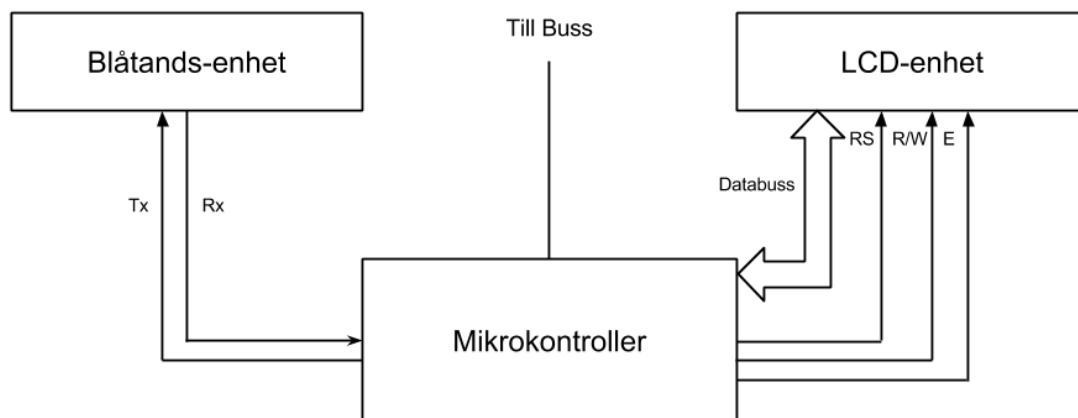 Till Buss
Blåtands-enhet
LCD-enhet
RS
R/W
E
Databuss
Tx
Rx
Mikrokontroller